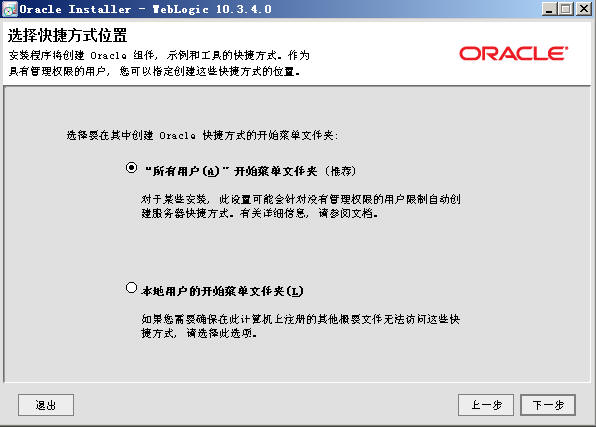 Oracle Installer - WebLogic 10.3.4.0
选择快捷方式位置
安装程序将创建 Oracle 组件, 示例和工具的快捷方式。作为
具有管理权限的用户, 您可以指定创建这些快捷方式的位置。
ORACLE
选择要在其中创建 Oracle 快捷方式的开始菜单文件夹:
“所有用户(A)”开始菜单文件夹 (推荐)
对于某些安装, 此设置可能会针对没有管理权限的用户限制自动创
建服务器快捷方式。有关详细信息, 请参阅文档。
本地用户的开始菜单文件夹(L)
如果您需要确保在此计算机上注册的其他概要文件无法访问这些快
捷方式, 请选择此选项。
退出
上一步
下一步